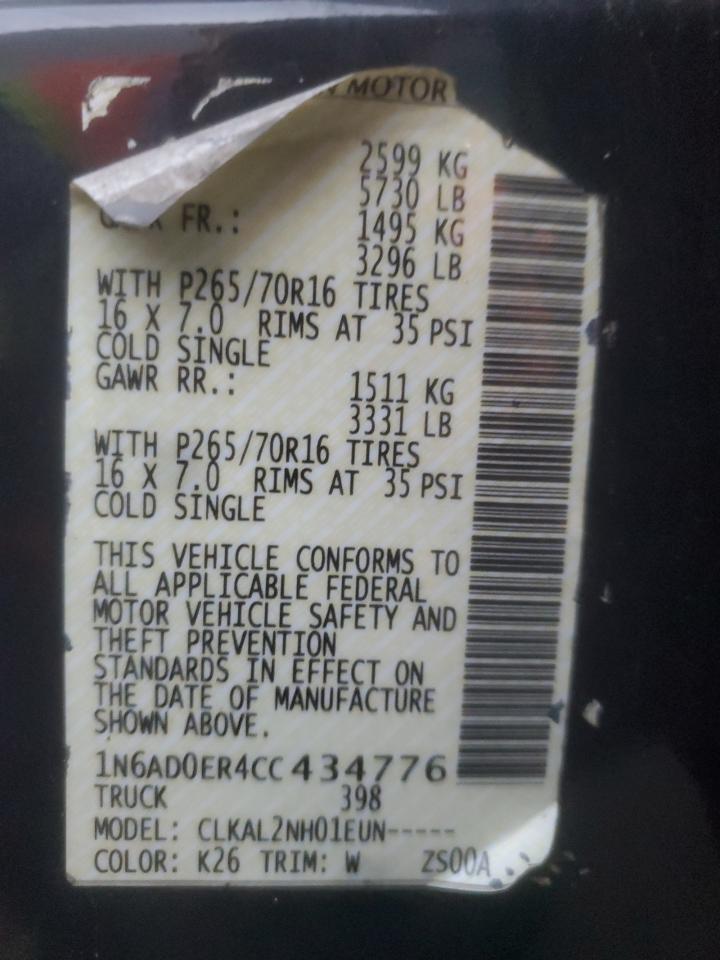 MOTOR
2599 KG
5730 LB
FR.: 1495 KG
3296 LB
WITH P265/70R16 TIRES
16 X 7.0 RIMS AT 35 PSI
COLD SINGLE
GAWR RR.: 1511 KG
3331 LB
WITH P265/70R16 TIRES
16 X 7.0 RIMS AT 35 PSI
COLD SINGLE
THIS VEHICLE CONFORMS TO
ALL APPLICABLE FEDERAL
MOTOR VEHICLE SAFETY AND
THEFT PREVENTION
STANDARDS IN EFFECT ON
THE DATE OF MANUFACTURE
SHOWN ABOVE.
1N6AD0ER4CC434776
TRUCK 398
MODEL: CLKAL2NH01EUN-----
COLOR: K26 TRIM: W ZS00A